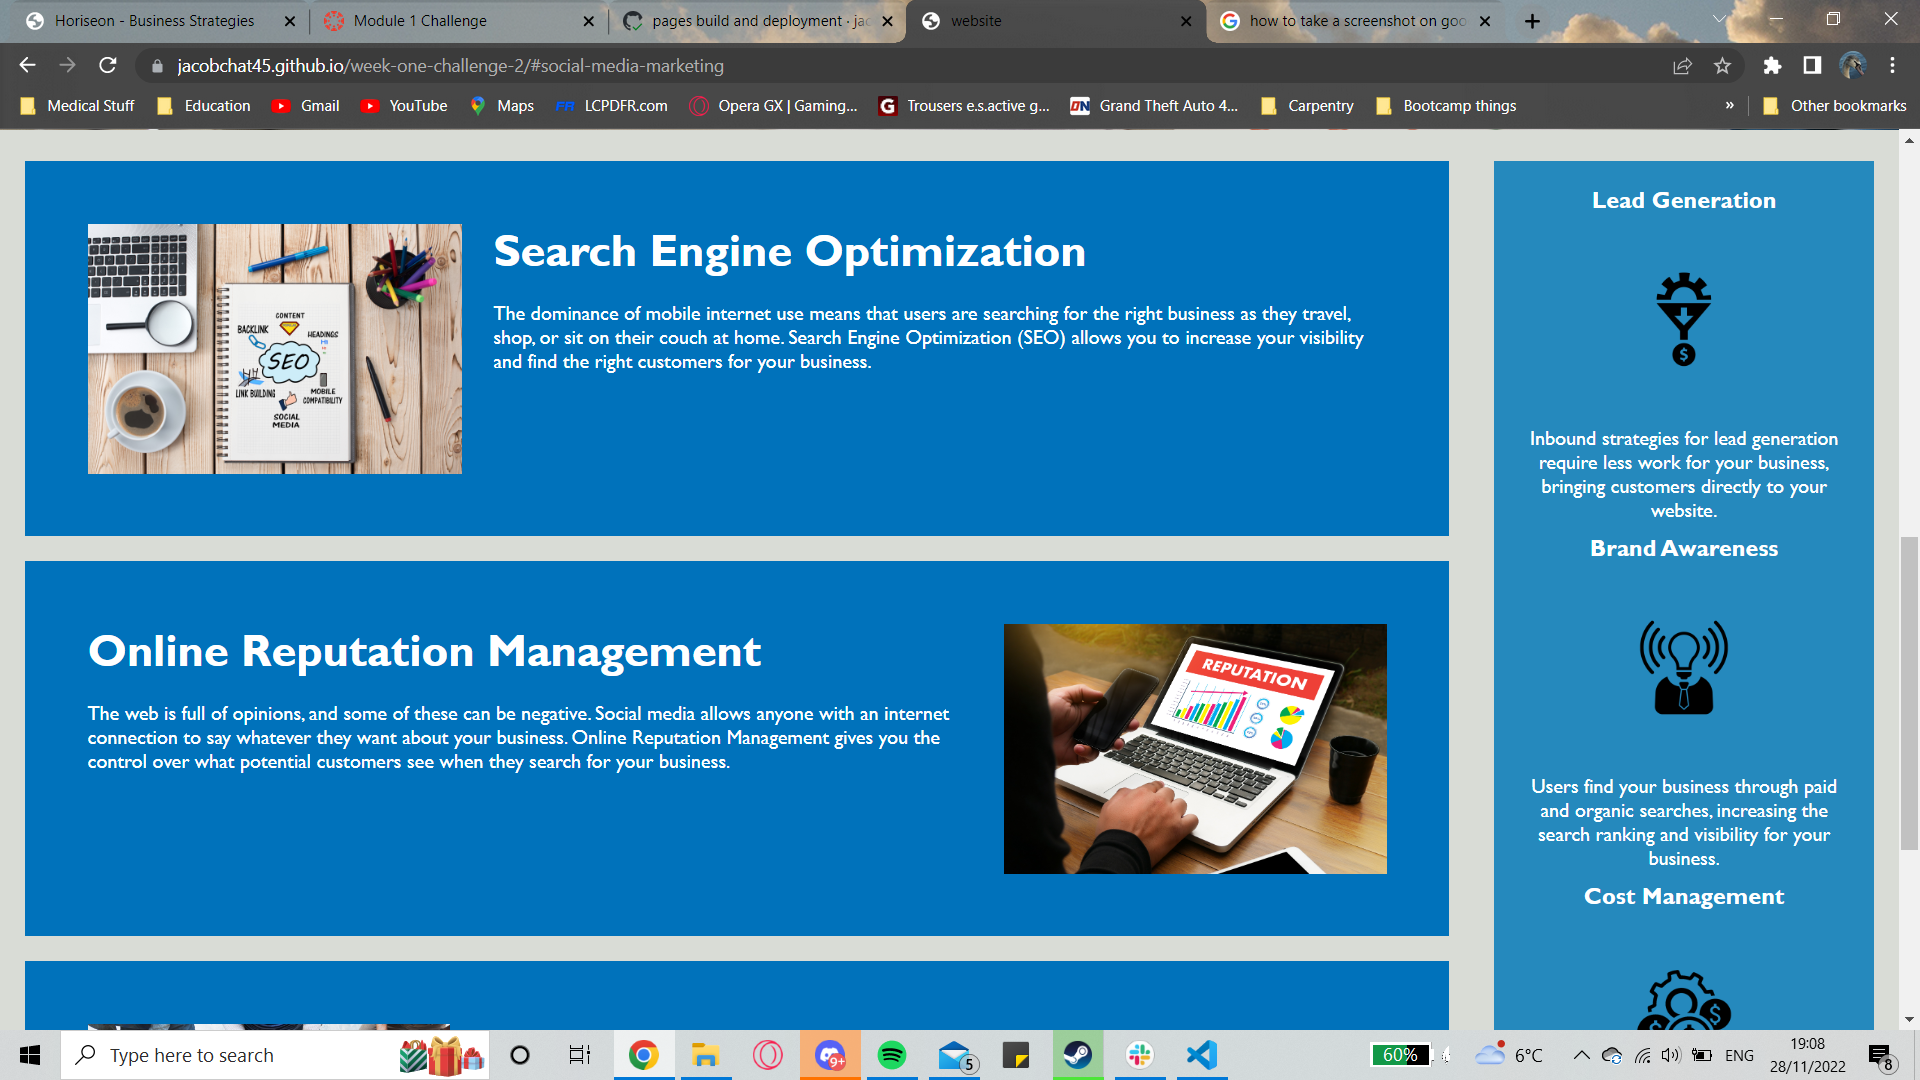 Horiseon - Business Strategies
Module 1 Challenge
pages build and deployment · jac
website
how to take a screenshot on goo
jacobchat45.github.io/week-one-challenge-2/#social-media-marketing
Medical Stuff
Education
Gmail
YouTube
Maps
FR
LCPDFR.com
Opera GX | Gaming...
G
Trousers e.s.active g...
ON
Grand Theft Auto 4...
Carpentry
Bootcamp things
»
Other bookmarks
Search Engine Optimization
The dominance of mobile internet use means that users are searching for the right business as they travel,
shop, or sit on their couch at home. Search Engine Optimization (SEO) allows you to increase your visibility
and find the right customers for your business.
CONTENT
BACKLINK
HEADINGS
H1
SEO
LINK BUILDING
MOBILE
COMPATIBILITY
SOCIAL
MEDIA
Online Reputation Management
The web is full of opinions, and some of these can be negative. Social media allows anyone with an internet
connection to say whatever they want about your business. Online Reputation Management gives you the
control over what potential customers see when they search for your business.
REPUTATION
Lead Generation
$
Inbound strategies for lead generation
require less work for your business,
bringing customers directly to your
website.
Brand Awareness
Users find your business through paid
and organic searches, increasing the
search ranking and visibility for your
business.
Cost Management
$
$
Type here to search
9+
5
60%
6°C
ENG
19:08
28/11/2022
8